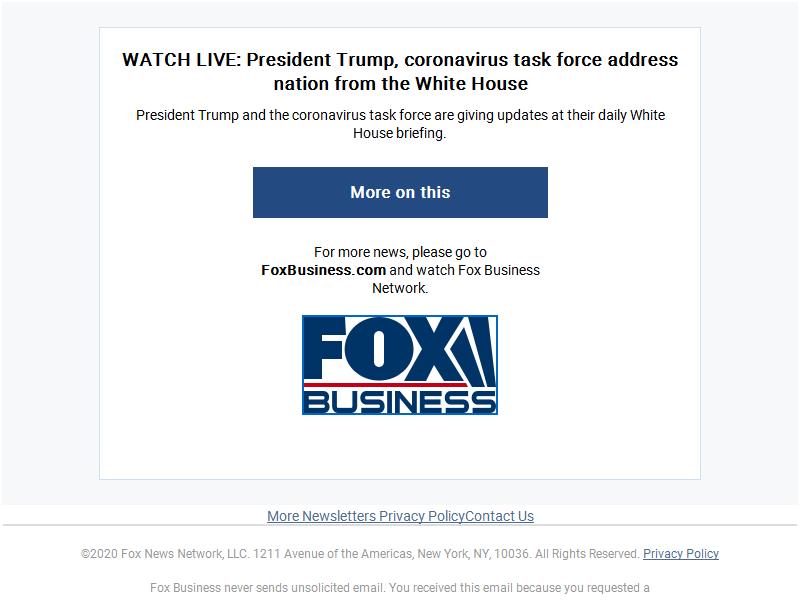 WATCH LIVE: President Trump, coronavirus task force address
nation from the White House
President Trump and the coronavirus task force are giving updates at their daily White
House briefing.
More on this
For more news, please go to
FoxBusiness.com and watch Fox Business
Network.
FOX
BUSINESS
More Newsletters Privacy PolicyContact Us
©2020 Fox News Network, LLC. 1211 Avenue of the Americas, New York, NY, 10036. All Rights Reserved. Privacy Policy
Fox Business never sends unsolicited email. You received this email because you requested a